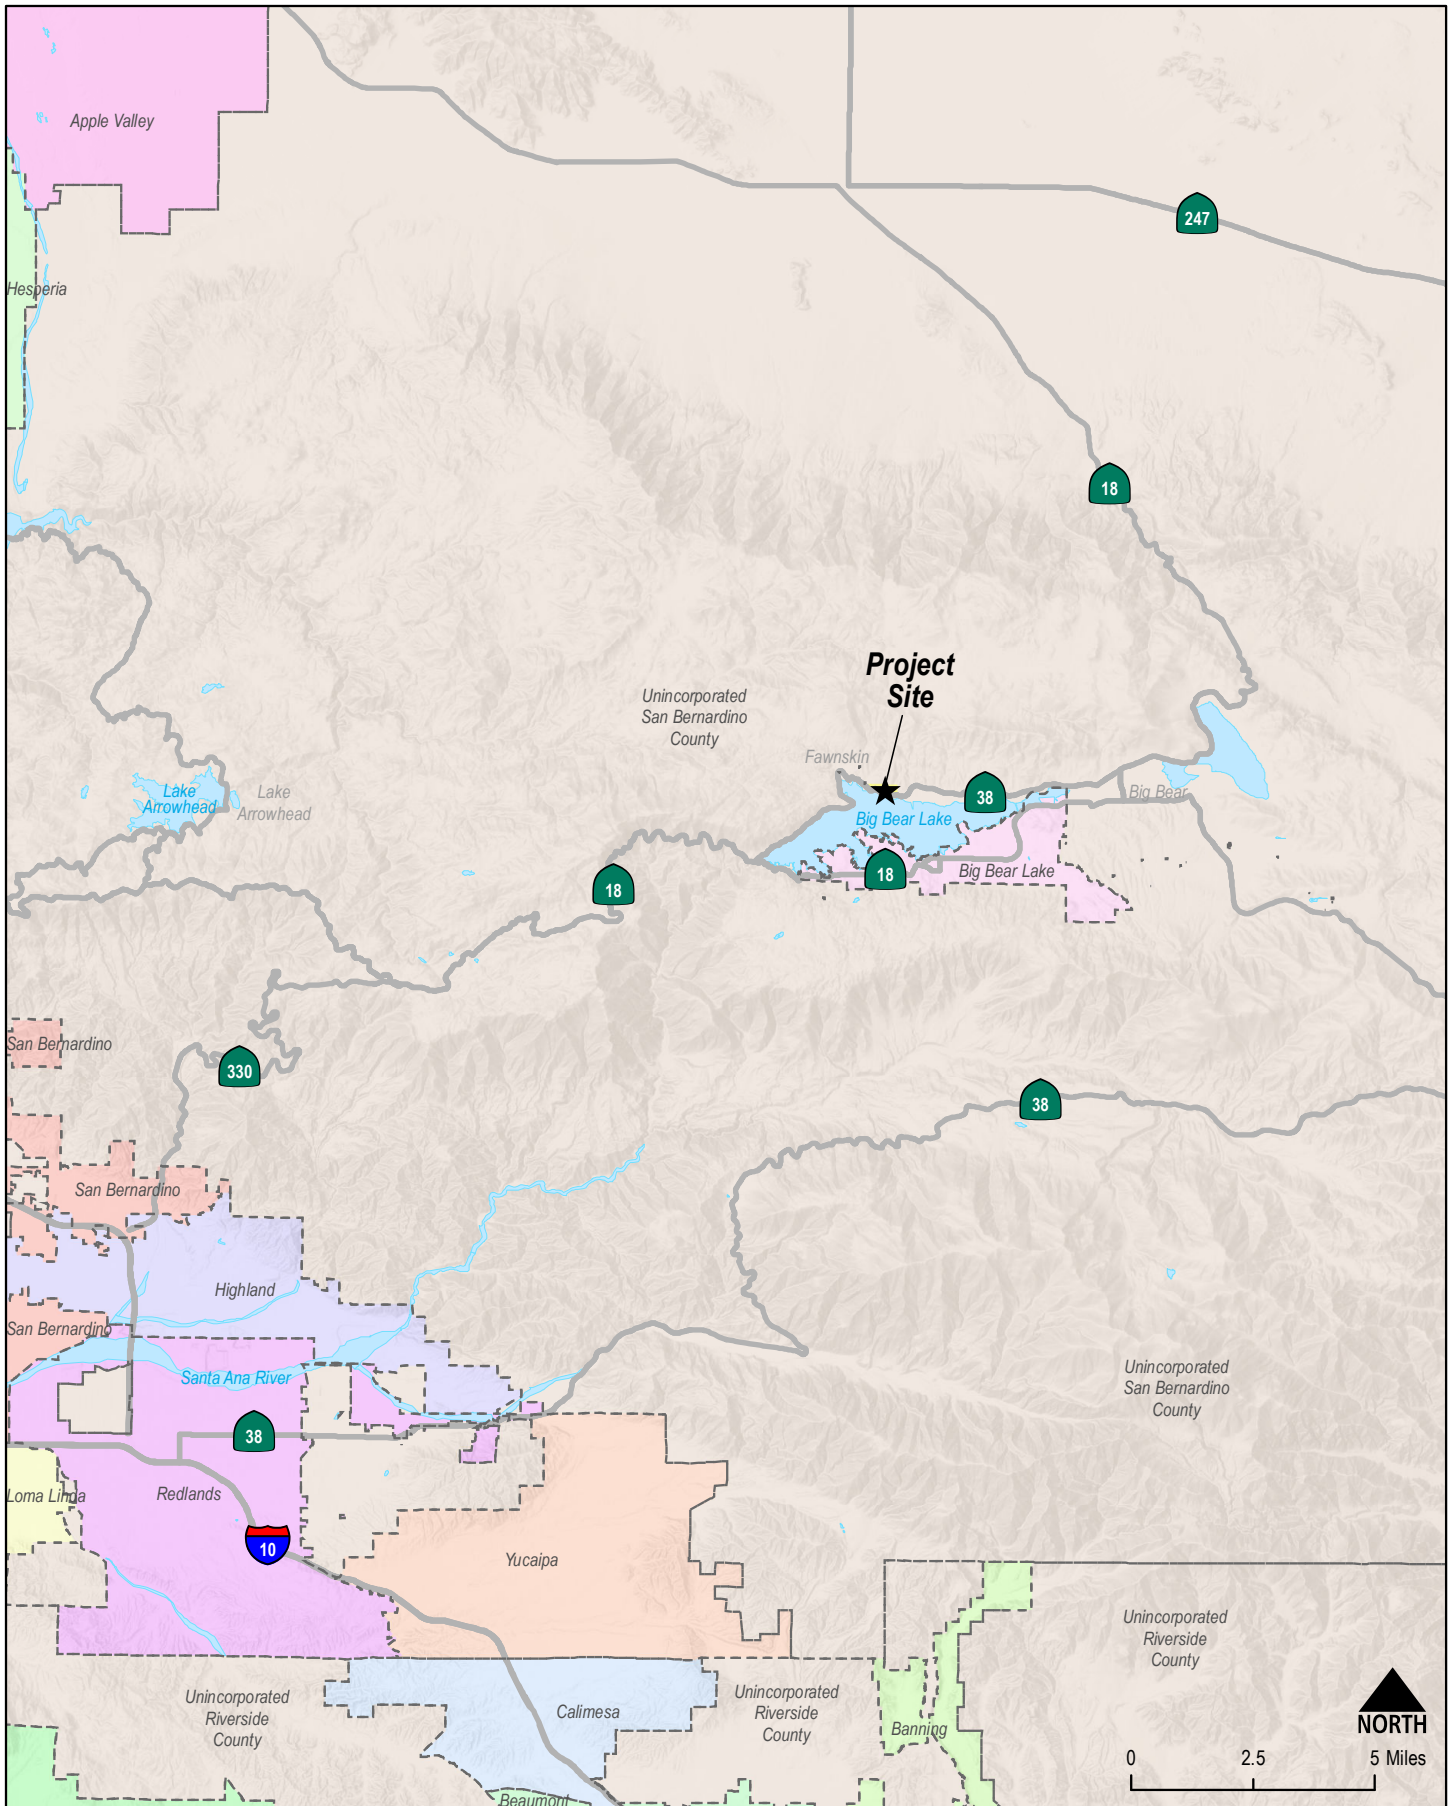 Apple Valley
247
Hesperia
18
Project
Site
Unincorporated
San Bernardino
County
Fawnskin
Lake
Arrowhead
Lake
Arrowhead
38
Big Bear
Big Bear Lake
18
Big Bear Lake
18
San Bernardino
330
38
San Bernardino
Highland
San Bernardino
Santa Ana River
Unincorporated
San Bernardino
County
38
Loma Linda
Redlands
10
Yucaipa
Unincorporated
Riverside
County
Unincorporated
Riverside
County
Calimesa
Unincorporated
Riverside
County
Banning
NORTH
0 2.5 5 Miles
Beaumont